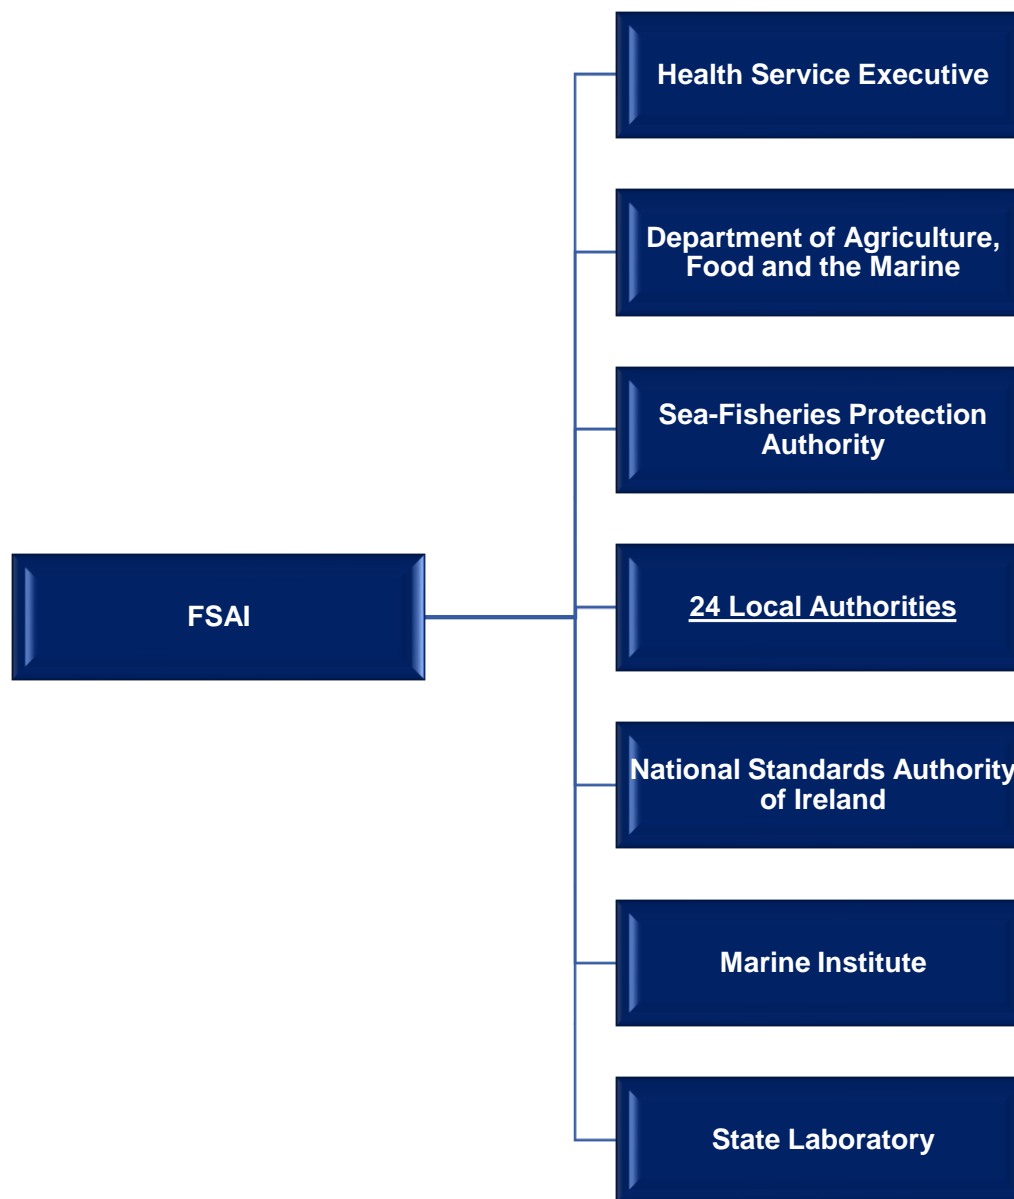 Health Service Executive
Department of Agriculture,
Food and the Marine
Sea-Fisheries Protection
Authority
FSAI
24 Local Authorities
National Standards Authority
of Ireland
Marine Institute
State Laboratory